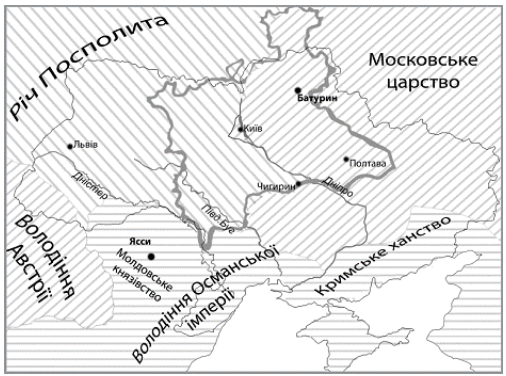 Річ Посполита
Московське
царство
Батурин
Київ
Львів
Полтава
Дністер
Чигирин
Дніпро
Півд.Буг
Володіння
Австрії
Ясси
Молдовське
князівство
Володіння Османської
імперії
Кримське ханство